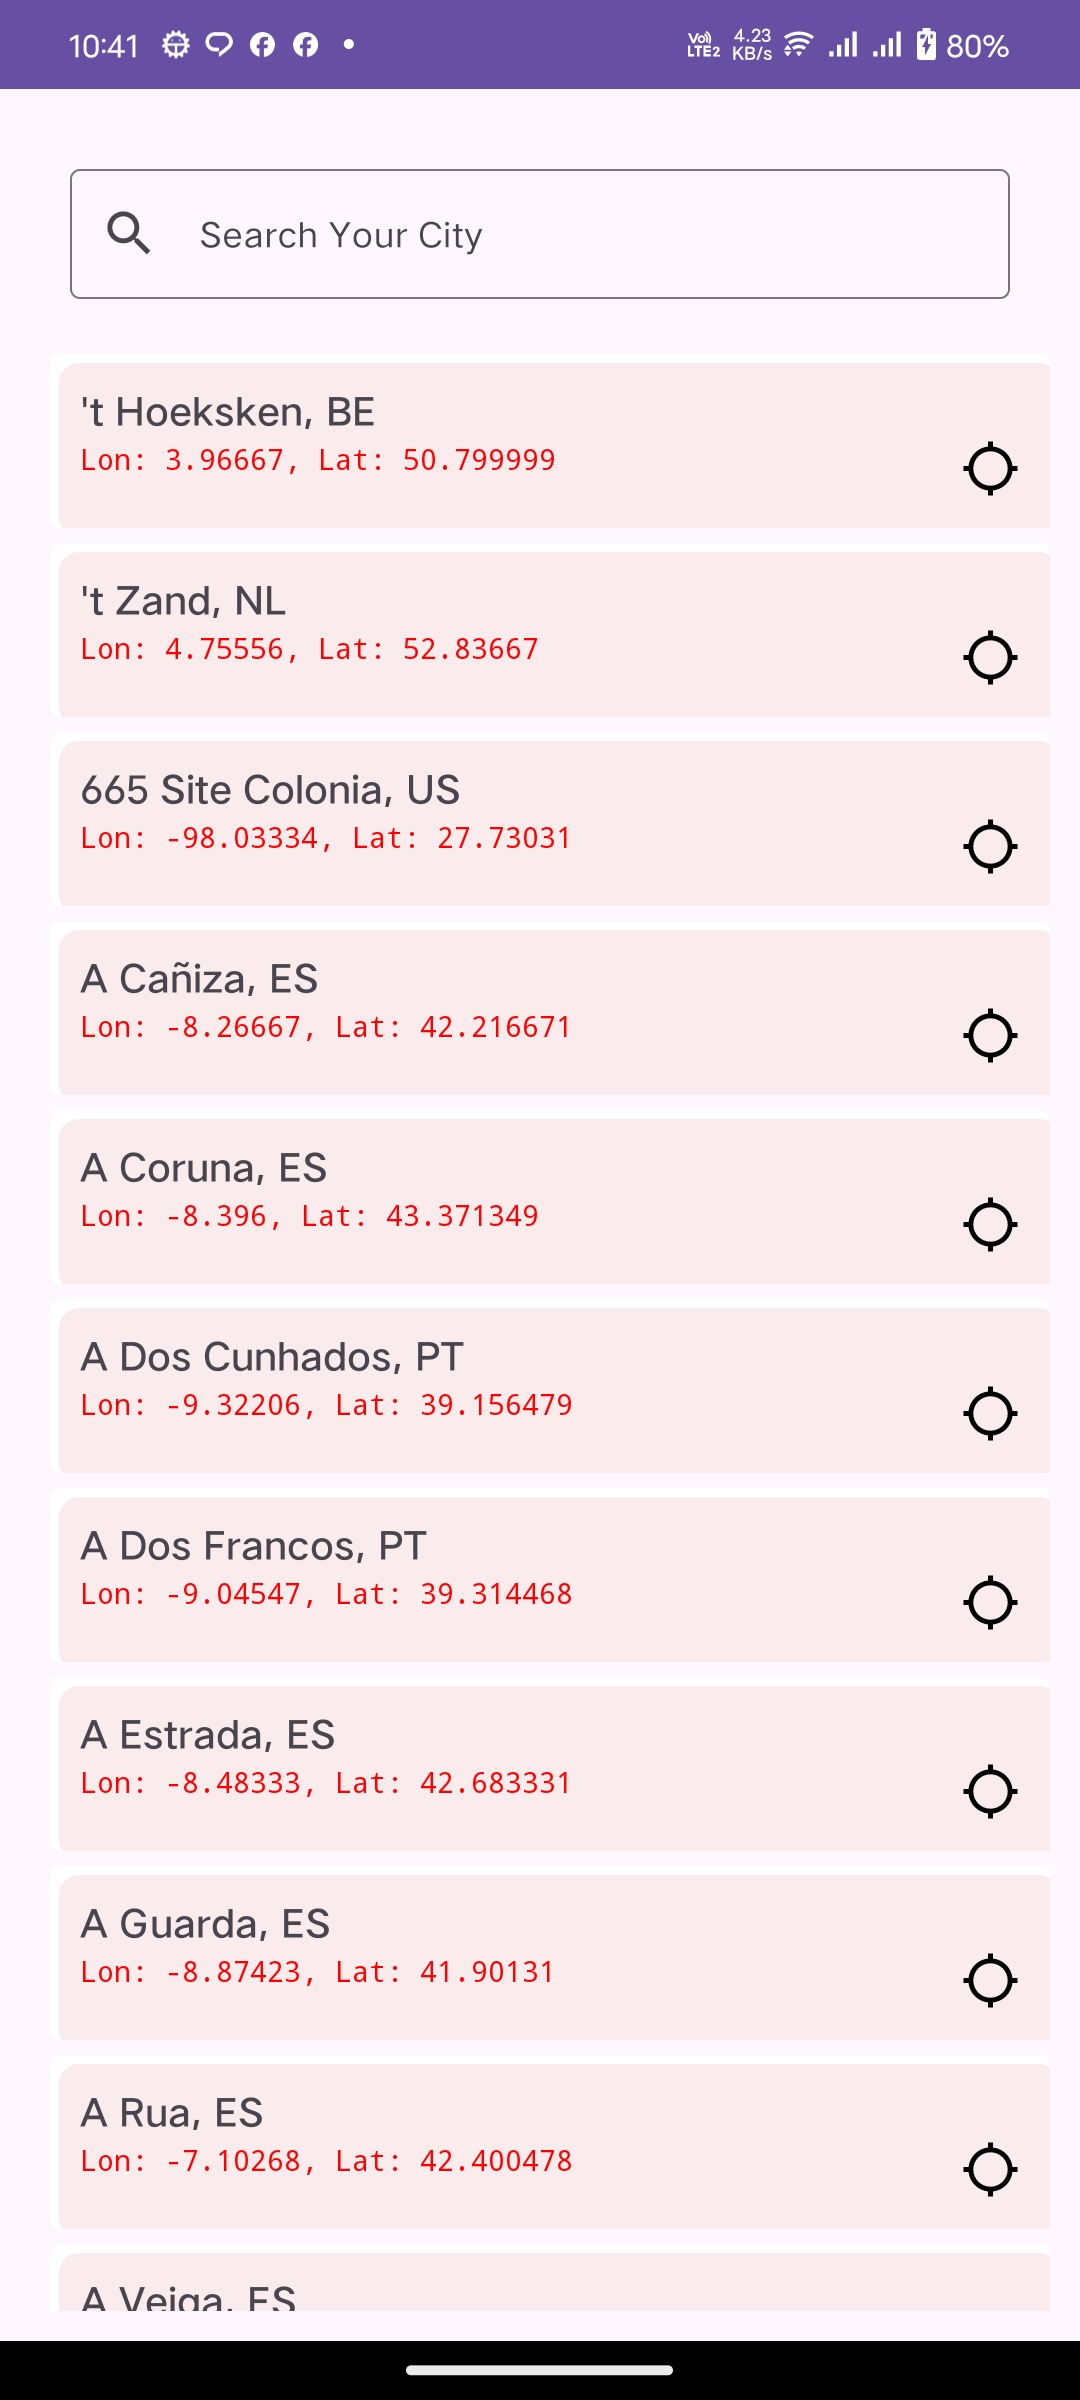 10:41
Vo)) LTE2
4.23 KB/s
80%
Search Your City
't Hoeksken, BE
Lon: 3.96667, Lat: 50.799999
't Zand, NL
Lon: 4.75556, Lat: 52.83667
665 Site Colonia, US
Lon: -98.03334, Lat: 27.73031
A Cañiza, ES
Lon: -8.26667, Lat: 42.216671
A Coruna, ES
Lon: -8.396, Lat: 43.371349
A Dos Cunhados, PT
Lon: -9.32206, Lat: 39.156479
A Dos Francos, PT
Lon: -9.04547, Lat: 39.314468
A Estrada, ES
Lon: -8.48333, Lat: 42.683331
A Guarda, ES
Lon: -8.87423, Lat: 41.90131
A Rua, ES
Lon: -7.10268, Lat: 42.400478
A Veiga, ES